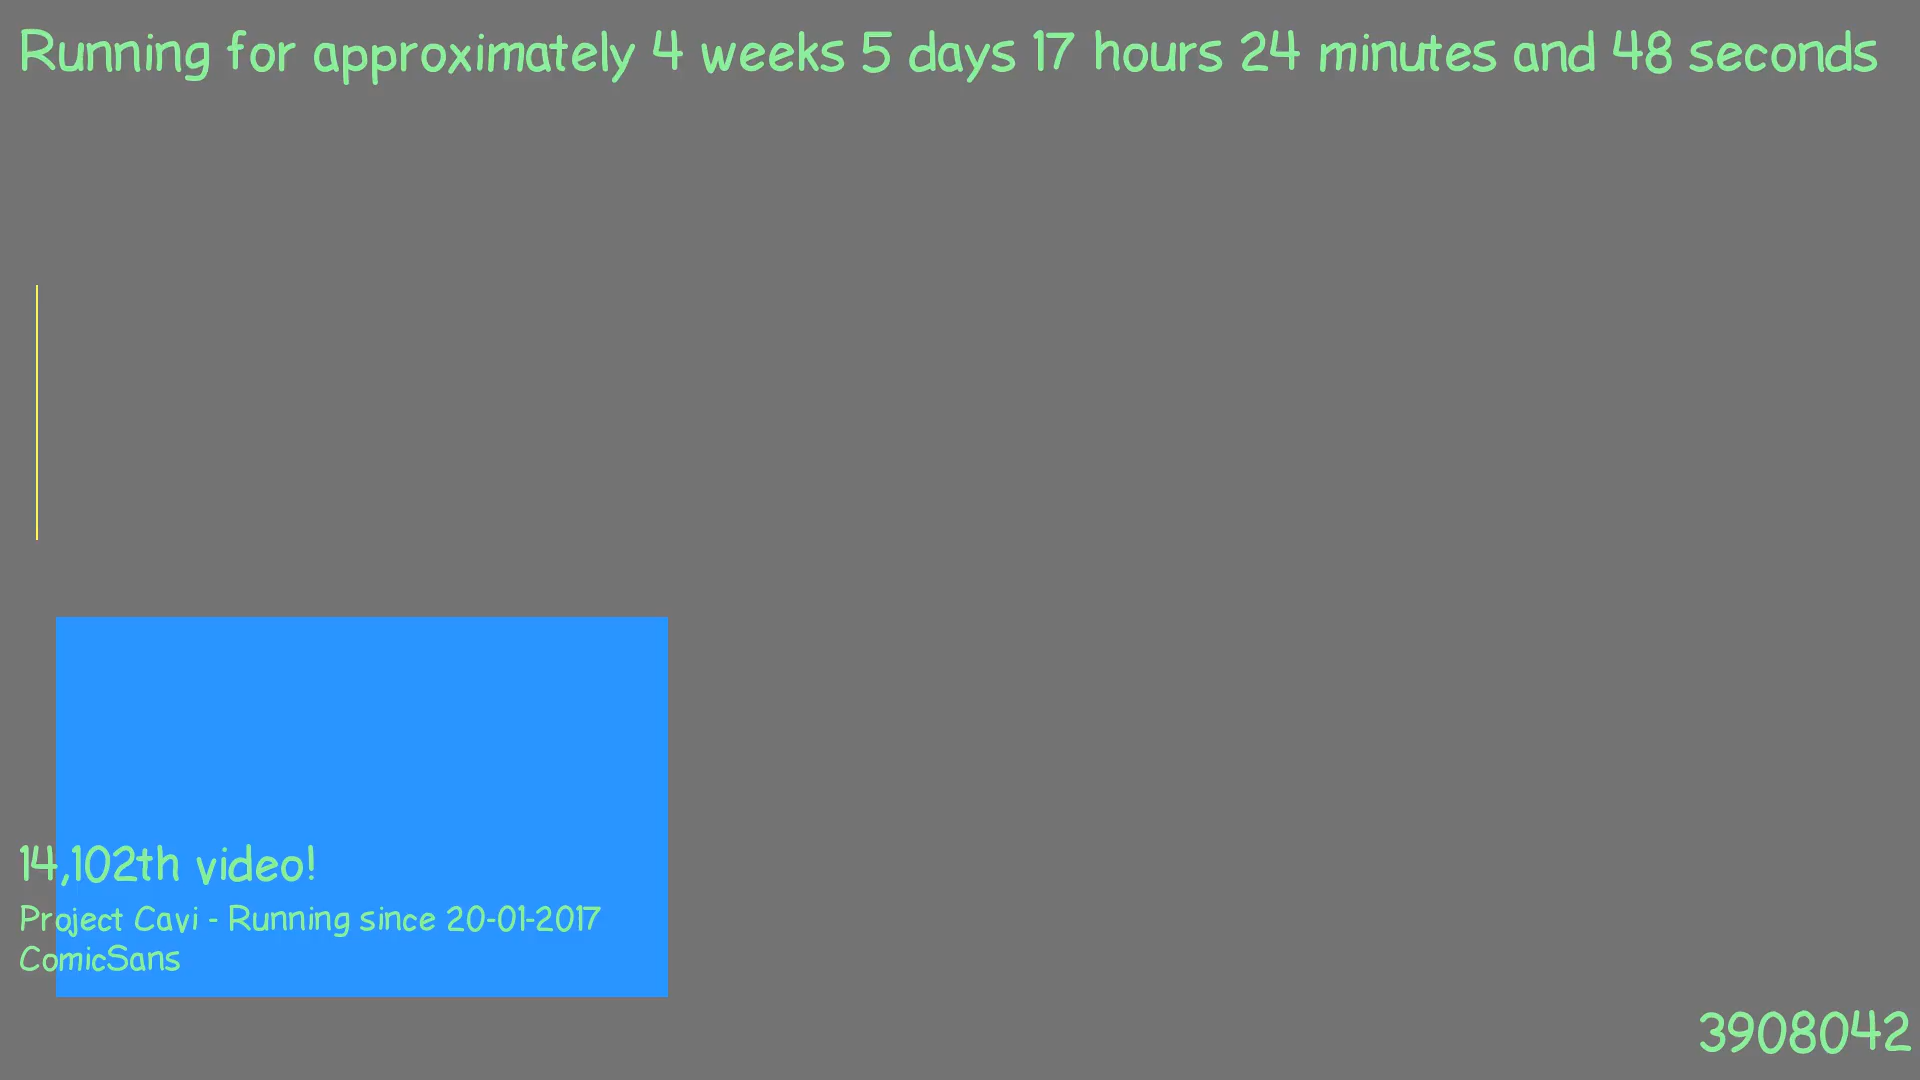 Running for approximately 4 weeks 5 days 17 hours 24 minutes and 48 seconds
14,102th video!
Project Cavi - Running since 20-01-2017
ComicSans
3908042